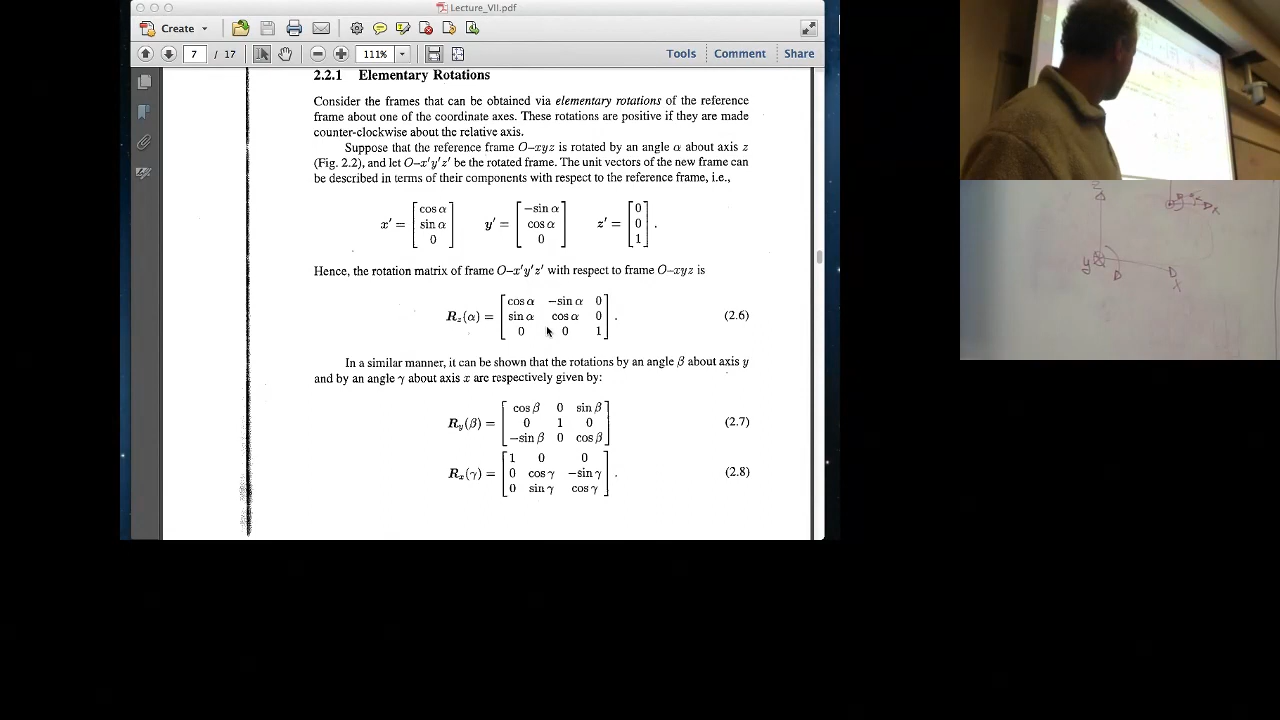 Lecture_VII.pdf
Create
7 / 17
111%
Tools
Comment
Share
2.2.1 Elementary Rotations
Consider the frames that can be obtained via elementary rotations of the reference
frame about one of the coordinate axes. These rotations are positive if they are made
counter-clockwise about the relative axis.
Suppose that the reference frame O–xyz is rotated by an angle α about axis z
(Fig. 2.2), and let O–x′y′z′ be the rotated frame. The unit vectors of the new frame can
be described in terms of their components with respect to the reference frame, i.e.,
x′ = [cos α; sin α; 0] y′ = [−sin α; cos α; 0] z′ = [0; 0; 1] .
Hence, the rotation matrix of frame O–x′y′z′ with respect to frame O–xyz is
R_z(α) = [cos α −sin α 0; sin α cos α 0; 0 0 1] . (2.6)
In a similar manner, it can be shown that the rotations by an angle β about axis y
and by an angle γ about axis x are respectively given by:
R_y(β) = [cos β 0 sin β; 0 1 0; −sin β 0 cos β] (2.7)
R_x(γ) = [1 0 0; 0 cos γ −sin γ; 0 sin γ cos γ] . (2.8)
z
y
x
x